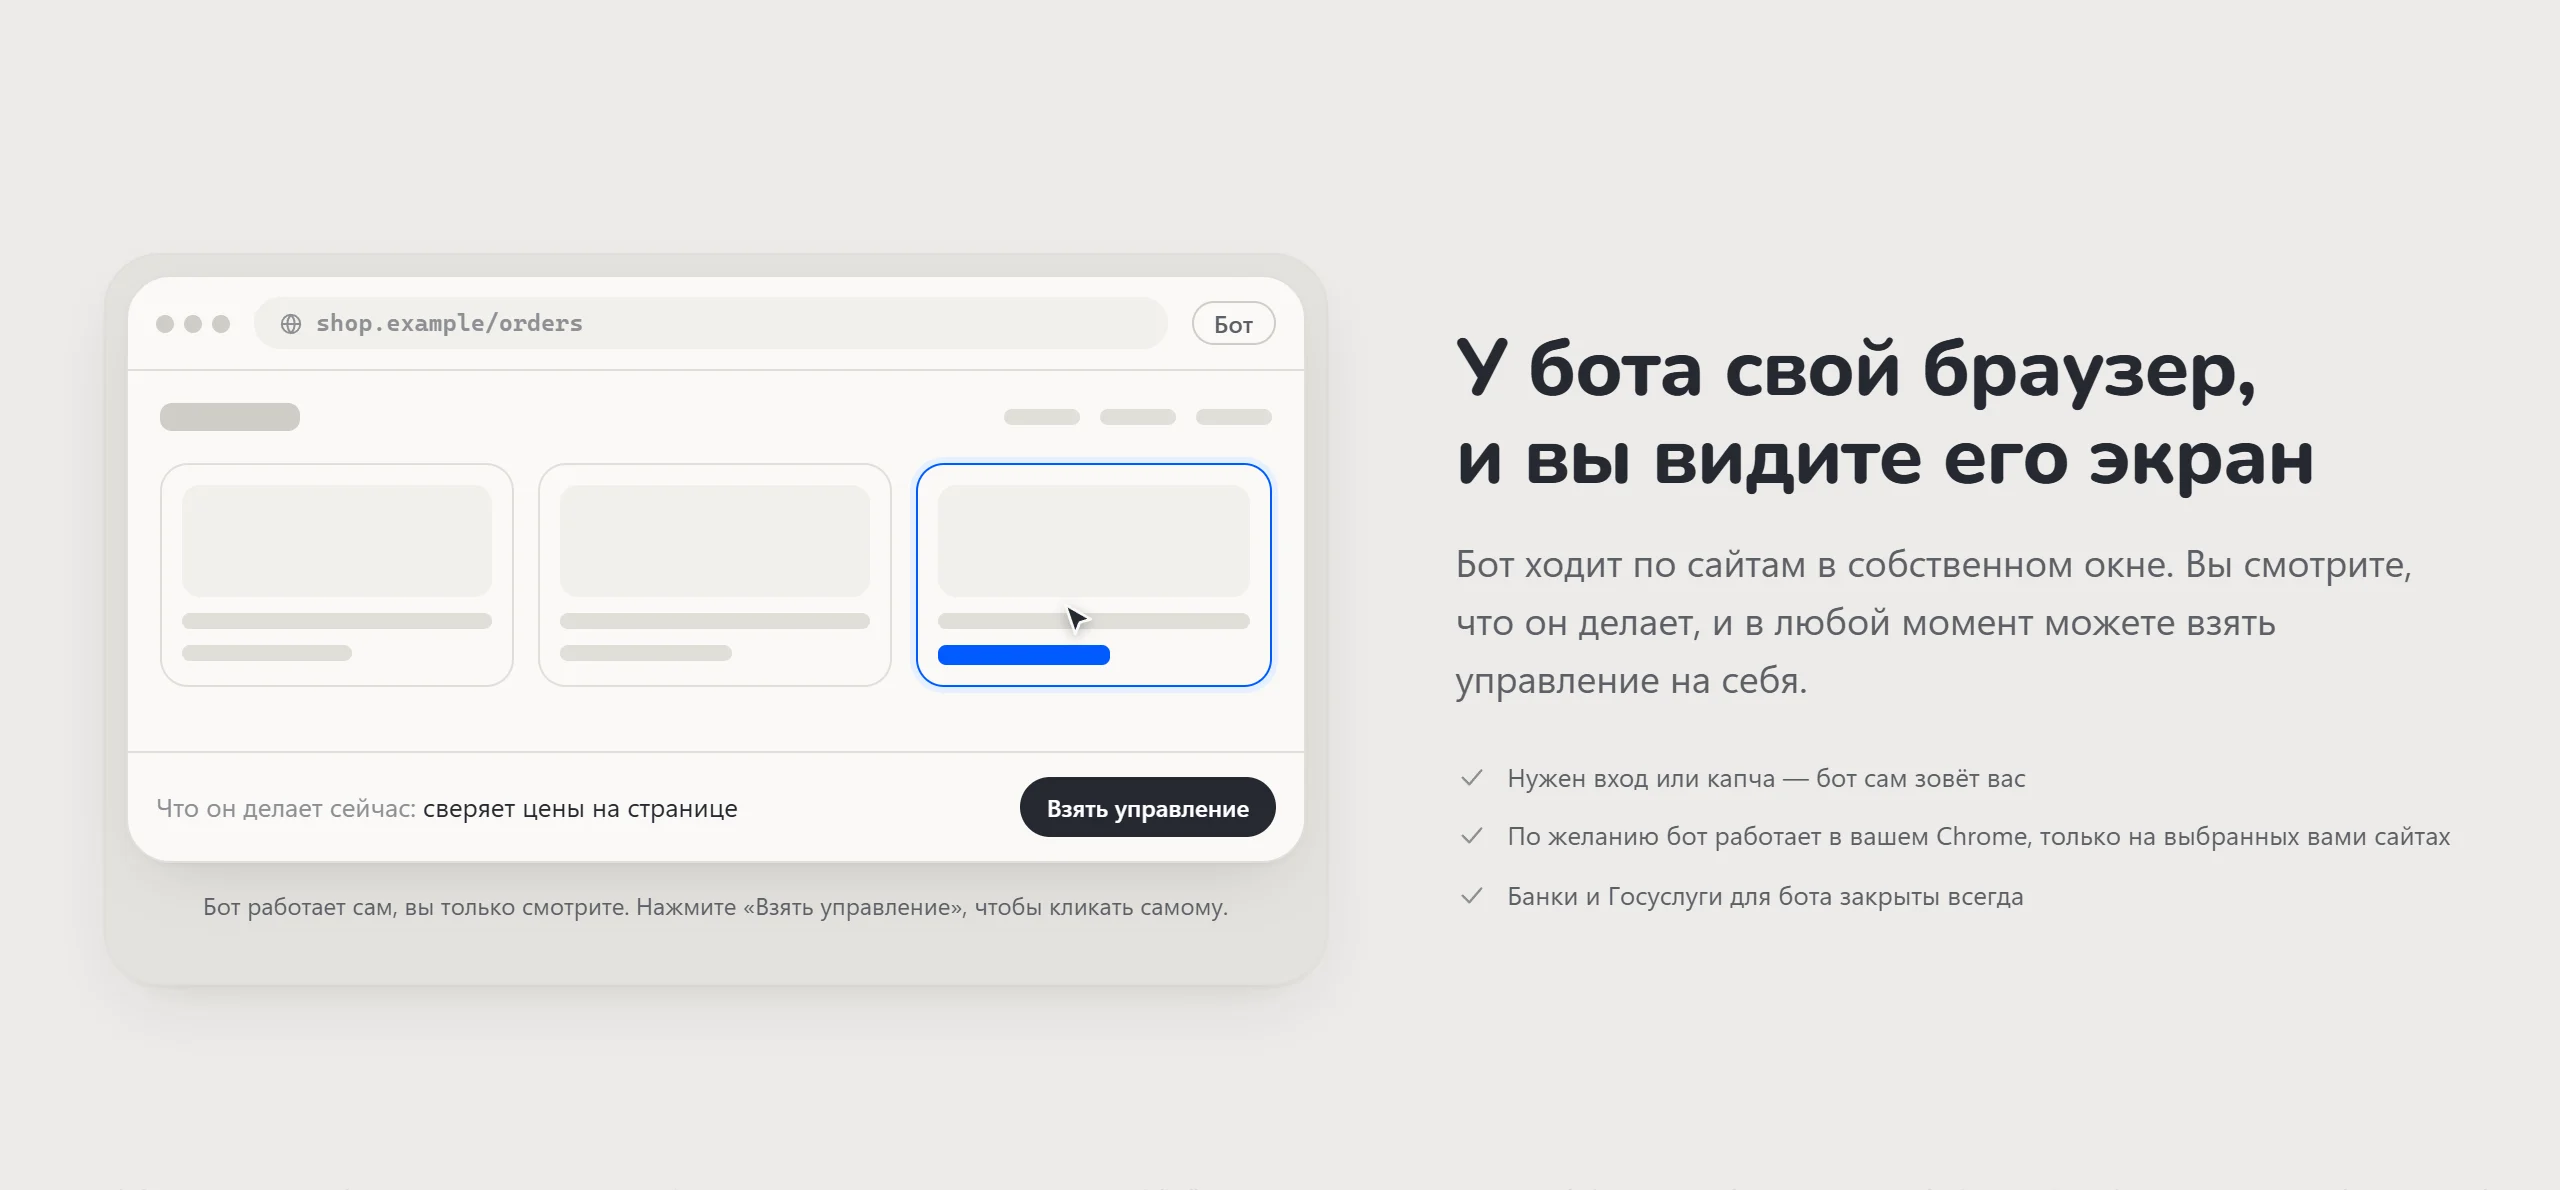 shop.example/orders
Бот
Что он делает сейчас: сверяет цены на странице
Взять управление
Бот работает сам, вы только смотрите. Нажмите «Взять управление», чтобы кликать самому.
У бота свой браузер,
и вы видите его экран
Бот ходит по сайтам в собственном окне. Вы смотрите,
что он делает, и в любой момент можете взять
управление на себя.
Нужен вход или капча — бот сам зовёт вас
По желанию бот работает в вашем Chrome, только на выбранных вами сайтах
Банки и Госуслуги для бота закрыты всегда